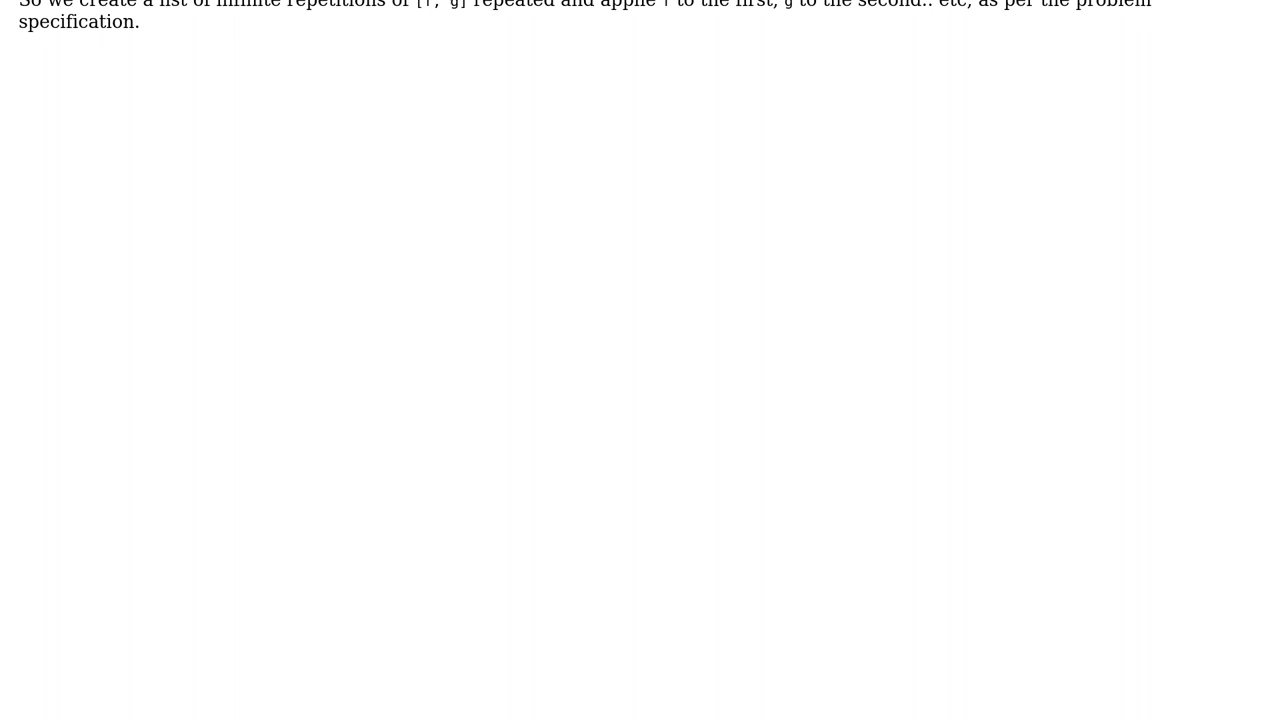 So we create a list of infinite repetitions of [f, g] repeated and applie f to the first, g to the second.. etc, as per the problem
specification.